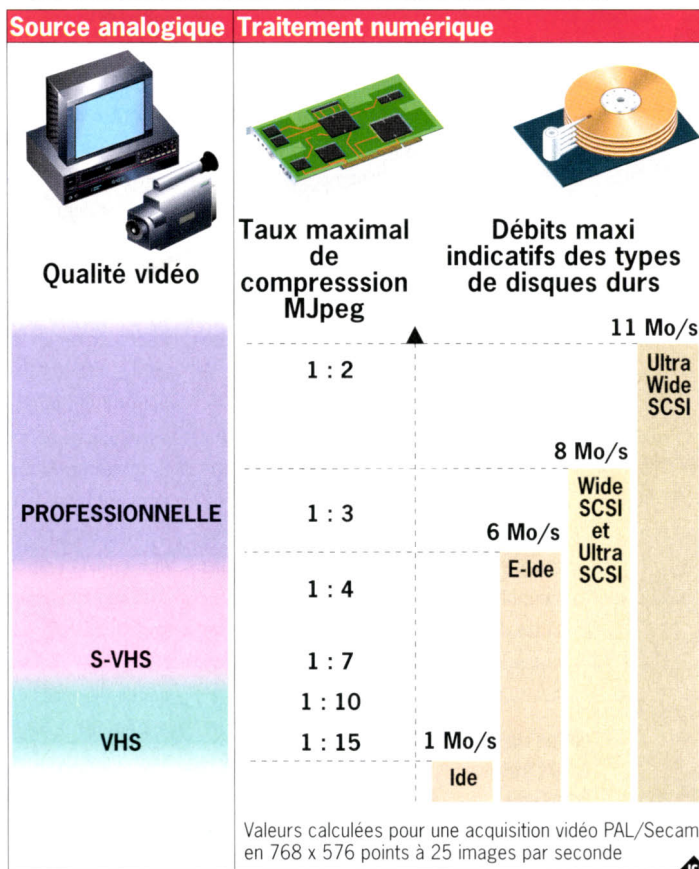 Source analogique
Traitement numérique
Qualité vidéo
Taux maximal
de
compresssion
MJpeg
Débits maxi
indicatifs des types
de disques durs
11 Mo/s
Ultra
Wide
SCSI
1 : 2
8 Mo/s
Wide
SCSI
et
Ultra
SCSI
PROFESSIONNELLE
1 : 3
6 Mo/s
E-Ide
1 : 4
S-VHS
1 : 7
1 : 10
VHS
1 : 15
1 Mo/s
Ide
Valeurs calculées pour une acquisition vidéo PAL/Secam
en 768 x 576 points à 25 images par seconde